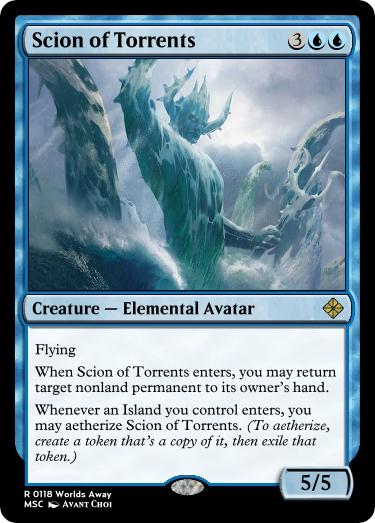 Scion of Torrents 3
Creature — Elemental Avatar
Flying
When Scion of Torrents enters, you may return
target nonland permanent to its owner's hand.
Whenever an Island you control enters, you
may aetherize Scion of Torrents. (To aetherize,
create a token that's a copy of it, then exile that
token.)
5/5
R 0118 Worlds Away
MSC Avant Choi